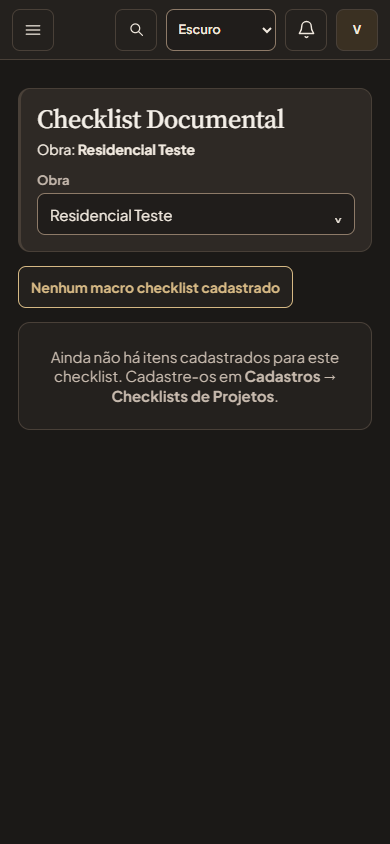 Escuro
V
Checklist Documental
Obra: Residencial Teste
Obra
Residencial Teste
Nenhum macro checklist cadastrado
Ainda não há itens cadastrados para este
checklist. Cadastre-os em Cadastros →
Checklists de Projetos.